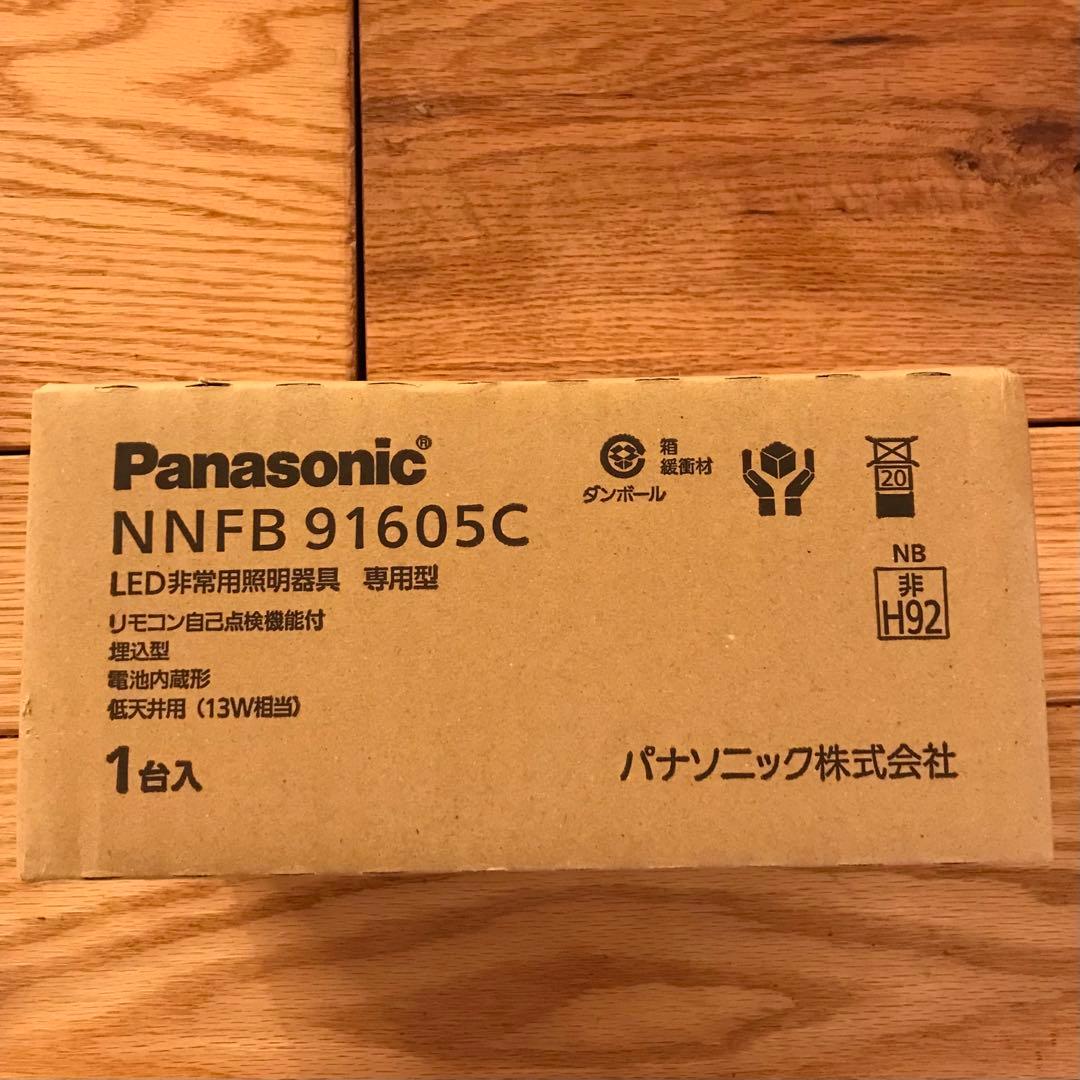 Panasonic®
NNFB 91605C
LED非常用照明器具 専用型
リモコン自己点検機能付
埋込型
電池内蔵形
低天井用（13W相当）
1台入
箱
緩衝材
ダンボール
20
NB
非
H92
パナソニック株式会社